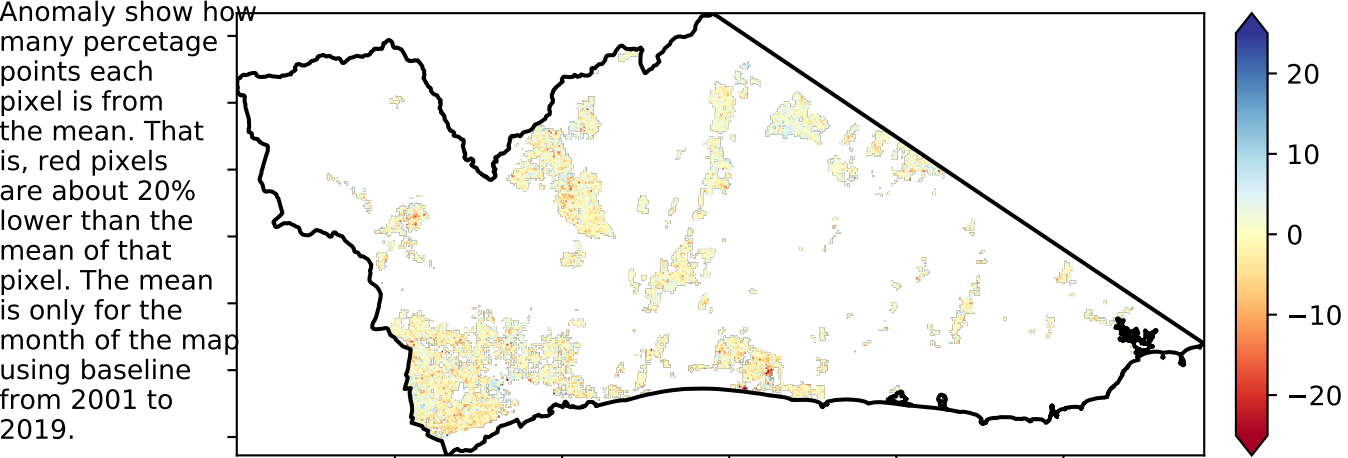 Anomaly show how
many percetage
points each
pixel is from
the mean. That
is, red pixels
are about 20%
lower than the
mean of that
pixel. The mean
is only for the
month of the map
using baseline
from 2001 to
2019.
20
10
0
−10
−20